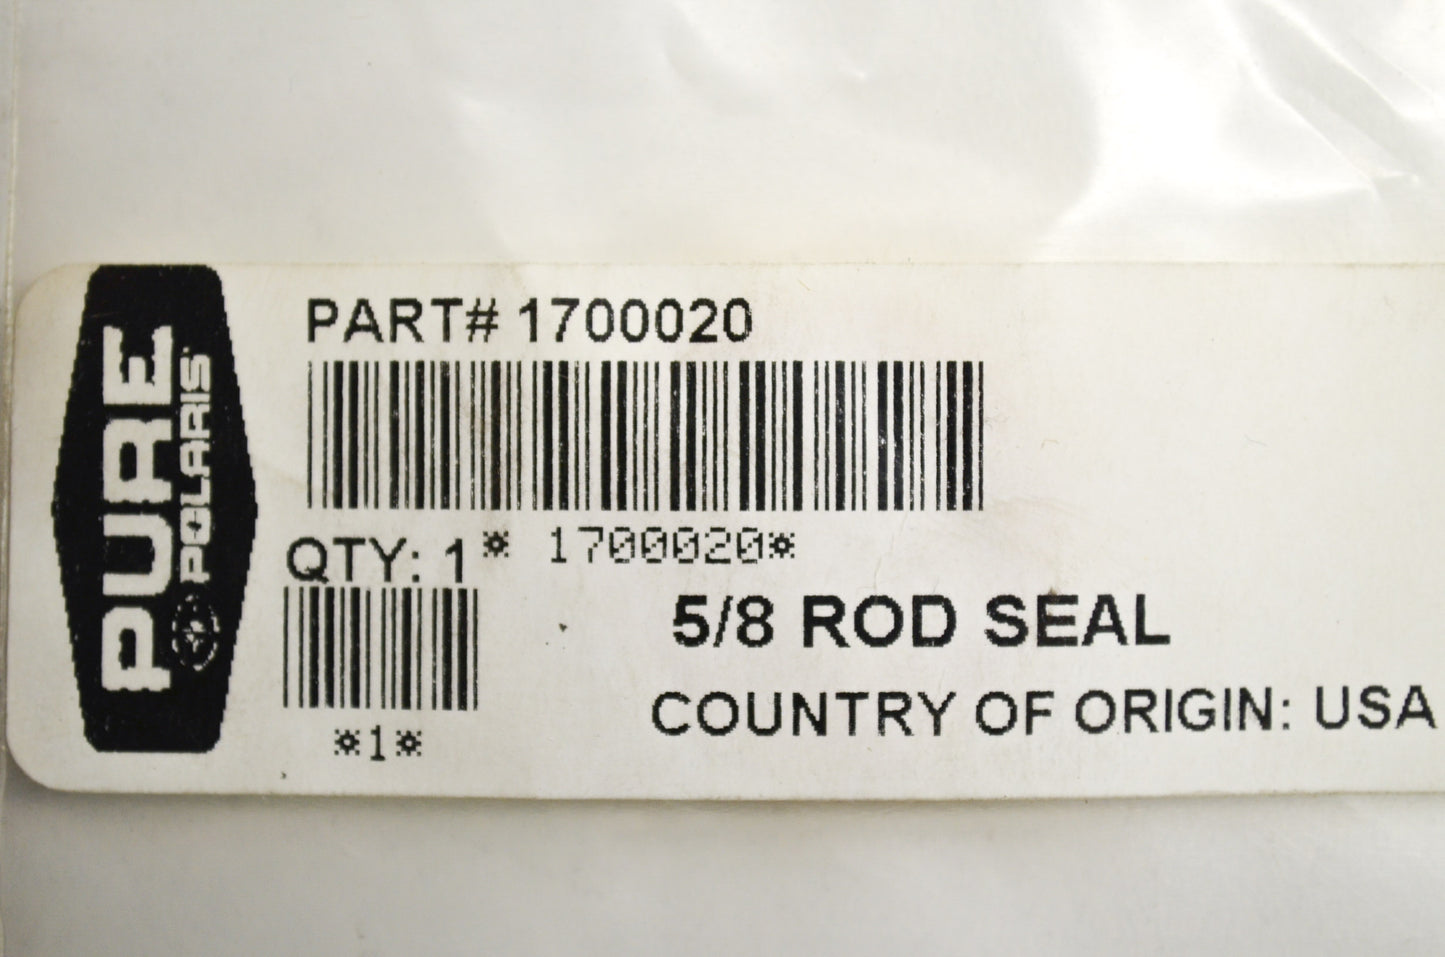 PURE
POLARIS
PART# 1700020
* 1700020*
QTY: 1
*1*
5/8 ROD SEAL
COUNTRY OF ORIGIN: USA